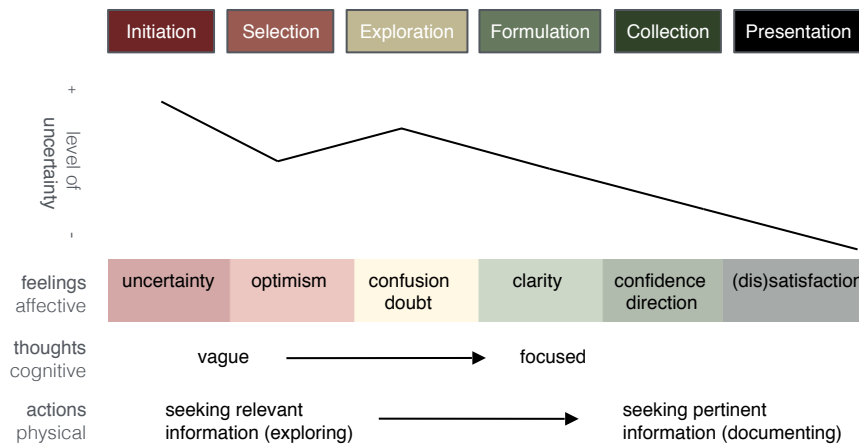 Initiation
Selection
Exploration
Formulation
Collection
Presentation
+
level of
uncertainty
-
feelings
affective
uncertainty
optimism
confusion
doubt
clarity
confidence
direction
(dis)satisfaction
thoughts
cognitive
vague
focused
actions
physical
seeking relevant
information (exploring)
seeking pertinent
information (documenting)